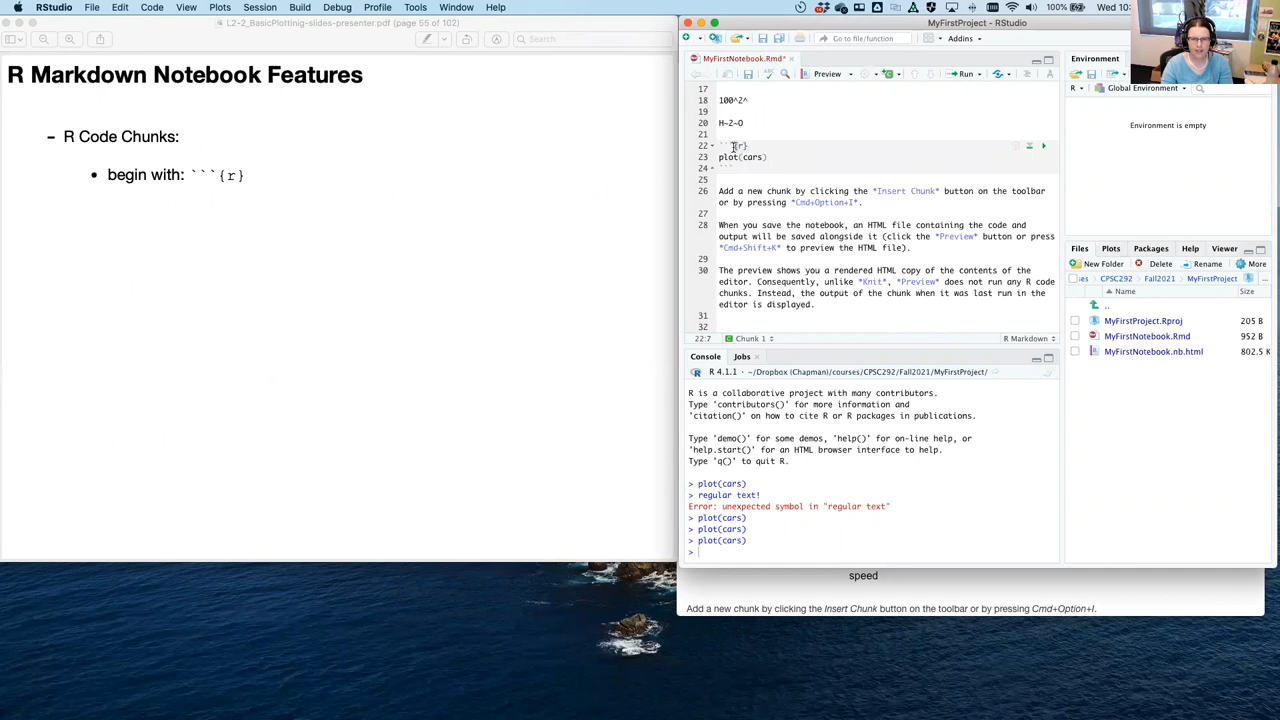 RStudio File Edit Code View Plots Session Build Debug Profile Tools Window Help
100%
Wed 10:
L2-2_BasicPlotting-slides-presenter.pdf (page 55 of 102)
Search
R Markdown Notebook Features
– R Code Chunks:
• begin with: ```{r}
MyFirstProject - RStudio
Go to file/function
Addins
MyFirstNotebook.Rmd*
Preview
Run
17
18 100^2^
19
20 H~2~O
21
22 ```{r}
23 plot(cars)
24 ```
25
26 Add a new chunk by clicking the *Insert Chunk* button on the toolbar
or by pressing *Cmd+Option+I*.
27
28 When you save the notebook, an HTML file containing the code and
output will be saved alongside it (click the *Preview* button or press
*Cmd+Shift+K* to preview the HTML file).
29
30 The preview shows you a rendered HTML copy of the contents of the
editor. Consequently, unlike *Knit*, *Preview* does not run any R code
chunks. Instead, the output of the chunk when it was last run in the
editor is displayed.
31
32
22:7 Chunk 1 R Markdown
Console Jobs
R 4.1.1 · ~/Dropbox (Chapman)/courses/CPSC292/Fall2021/MyFirstProject/
R is a collaborative project with many contributors.
Type 'contributors()' for more information and
'citation()' on how to cite R or R packages in publications.
Type 'demo()' for some demos, 'help()' for on-line help, or
'help.start()' for an HTML browser interface to help.
Type 'q()' to quit R.
> plot(cars)
> regular text!
Error: unexpected symbol in "regular text"
> plot(cars)
> plot(cars)
> plot(cars)
>
Environment
R Global Environment
Environment is empty
Files Plots Packages Help Viewer
New Folder Delete Rename More
ses CPSC292 Fall2021 MyFirstProject ...
Name Size
..
MyFirstProject.Rproj 205 B
MyFirstNotebook.Rmd 952 B
MyFirstNotebook.nb.html 802.5 K
speed
Add a new chunk by clicking the Insert Chunk button on the toolbar or by pressing Cmd+Option+I.